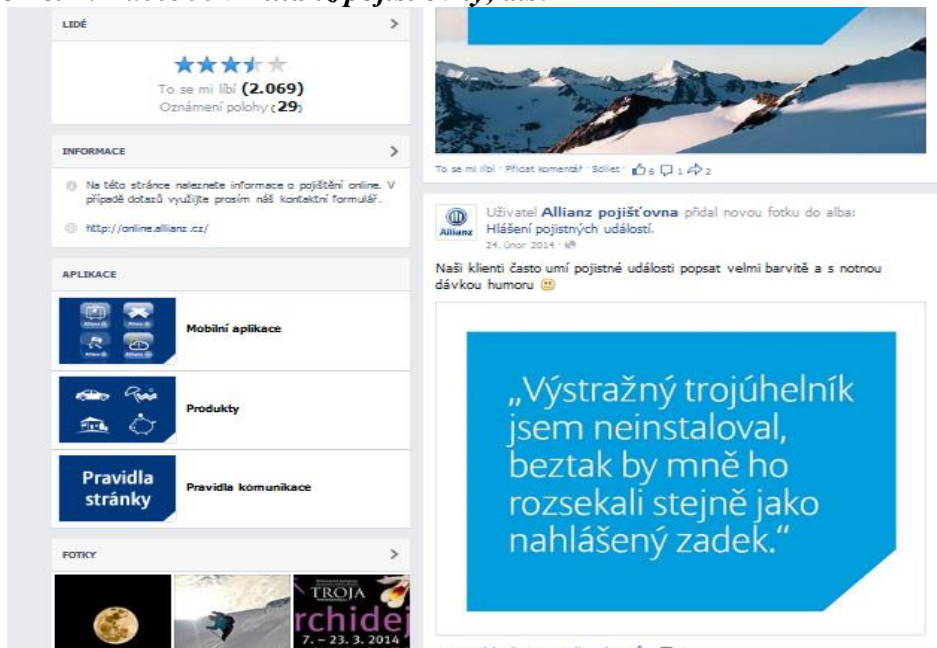 LIDÉ
To se mi líbí (2.069)
Oznámení polohy (29)
INFORMACE
Na této stránce naleznete informace o pojištění online. V
případě dotazů využijte prosím náš kontaktní formulář.
http://online.allianz.cz/
APLIKACE
Mobilní aplikace
Produkty
Pravidla
stránky
Pravidla komunikace
FOTKY
TROJA
rchidej
7. – 23. 3. 2014
To se mi líbí · Přidat komentář · Sdílet · 6 1 2
Allianz
Uživatel Allianz pojišťovna přidal novou fotku do alba:
Hlášení pojistných událostí.
24. únor 2014 ·
Naši klienti často umí pojistné události popsat velmi barvitě a s notnou
dávkou humoru
„Výstražný trojúhelník
jsem neinstaloval,
beztak by mně ho
rozsekali stejně jako
nahlášený zadek.“